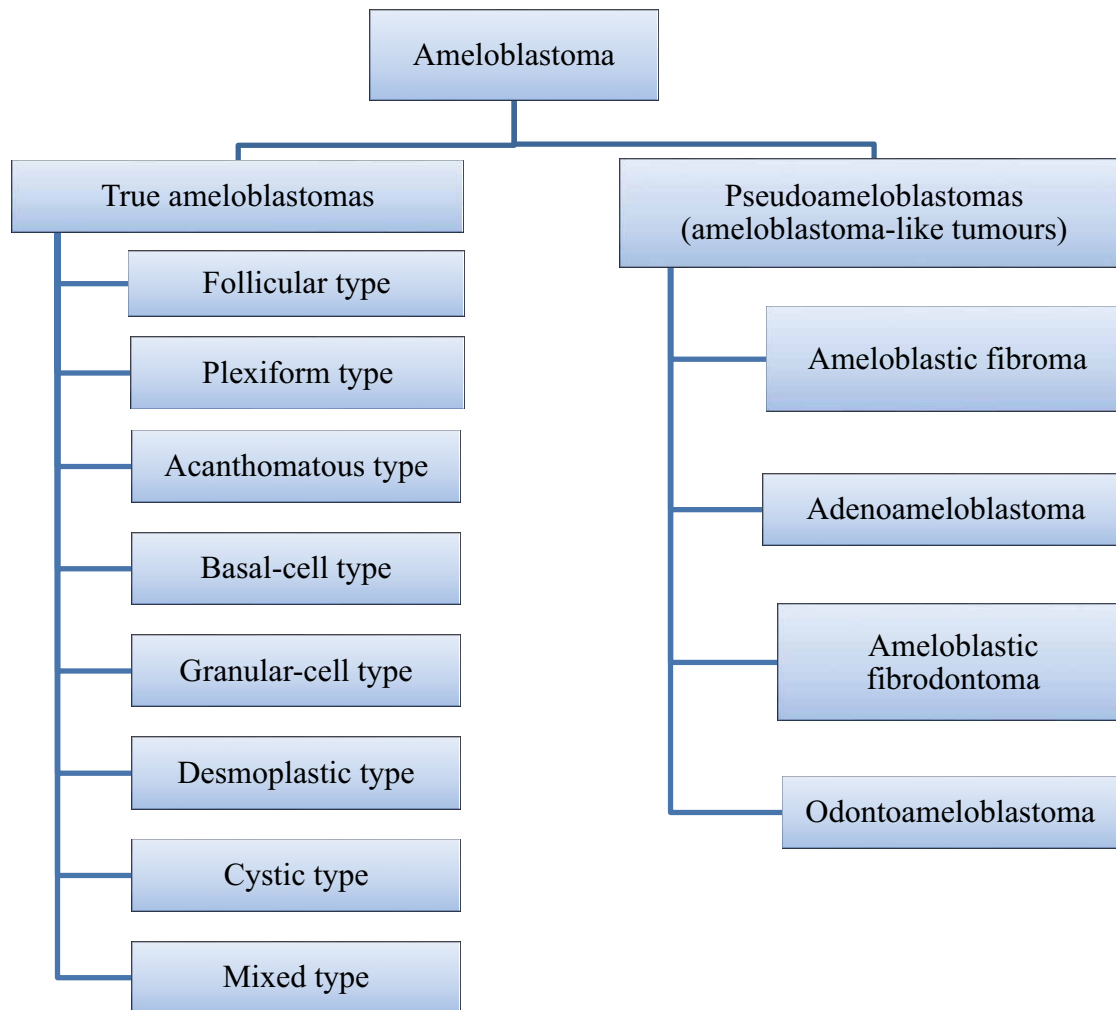 Ameloblastoma
True ameloblastomas
Follicular type
Plexiform type
Acanthomatous type
Basal-cell type
Granular-cell type
Desmoplastic type
Cystic type
Mixed type
Pseudoameloblastomas
(ameloblastoma-like tumours)
Ameloblastic fibroma
Adenoameloblastoma
Ameloblastic
fibrodontoma
Odontoameloblastoma